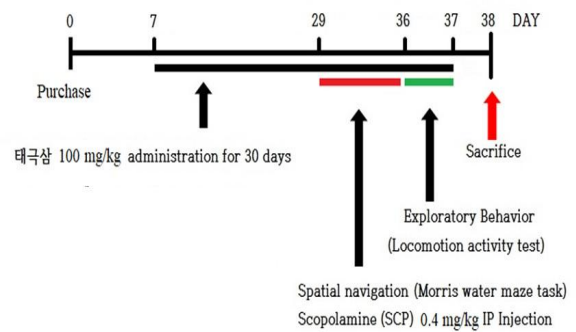 0 7 29 36 37 38 DAY
Purchase
태극삼 100 mg/kg administration for 30 days
Sacrifice
Exploratory Behavior
(Locomotion activity test)
Spatial navigation (Morris water maze task)
Scopolamine (SCP) 0.4 mg/kg IP Injection